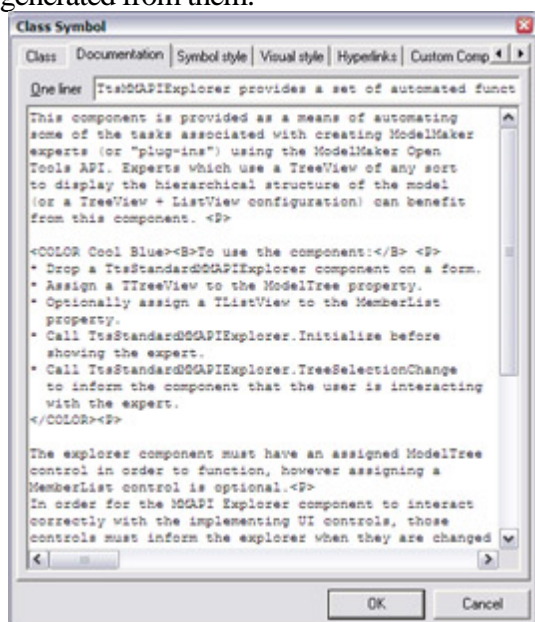 generated from them.
Class Symbol
Class Documentation Symbol style Visual style Hyperlinks Custom Comp
One liner TtsMMAPIExplorer provides a set of automated funct
This component is provided as a means of automating
some of the tasks associated with creating ModelMaker
experts (or "plug-ins") using the ModelMaker Open
Tools API. Experts which use a TreeView of any sort
to display the hierarchical structure of the model
(or a TreeView + ListView configuration) can benefit
from this component. <P>
<COLOR Cool Blue><B>To use the component:</B> <P>
* Drop a TtsStandardMMAPIExplorer component on a form.
* Assign a TTreeView to the ModelTree property.
* Optionally assign a TListView to the MemberList
property.
* Call TtsStandardMMAPIExplorer.Initialize before
showing the expert.
* Call TtsStandardMMAPIExplorer.TreeSelectionChange
to inform the component that the user is interacting
with the expert.
</COLOR><P>
The explorer component must have an assigned ModelTree
control in order to function, however assigning a
MemberList control is optional.<P>
In order for the MMAPI Explorer component to interact
correctly with the implementing UI controls, those
controls must inform the explorer when they are changed
OK Cancel